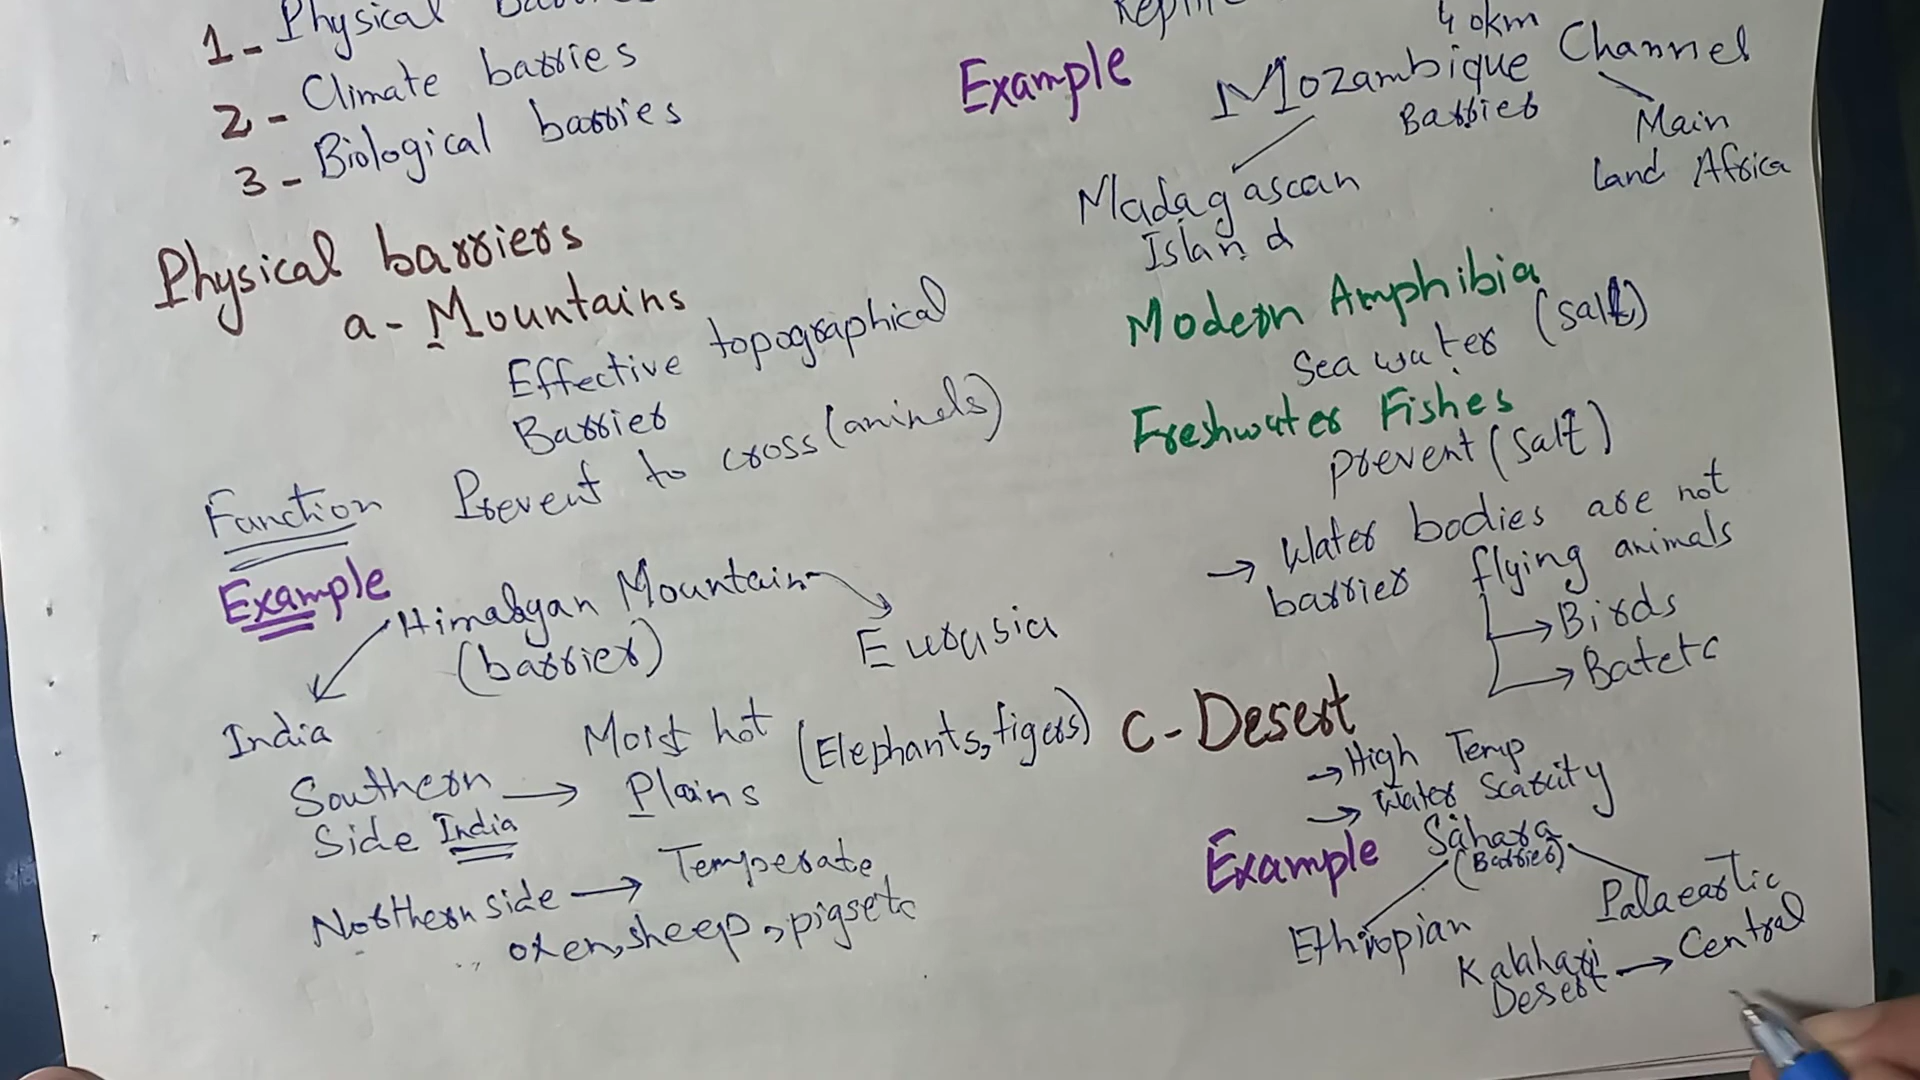 1- Physical
2- Climate barries
3- Biological barries
Physical barriers
a- Mountains
Effective topographical
Barrier
Function Prevent to cross (animels)
Example
Himalayan Mountain
(barrier)
Eurasia
India
Southern
Side India
Moist hot
Plains
(Elephants, tigers)
Northern side
Temperate
oxen, sheep, pigs etc
40km
Example
Mozambique Channel
Barrier
Main
land Africa
Madagascan
Island
Modern Amphibia
Sea water (Salt)
Freshwater Fishes
prevent (Salt)
→ Water bodies are not
barrier flying animals
→ Birds
→ Bat etc
C- Desert
→ High Temp
→ Water Scarcity
Example Sahara
(Barrier)
Ethiopian
Palaeartic
Kalahari
Desert → Central